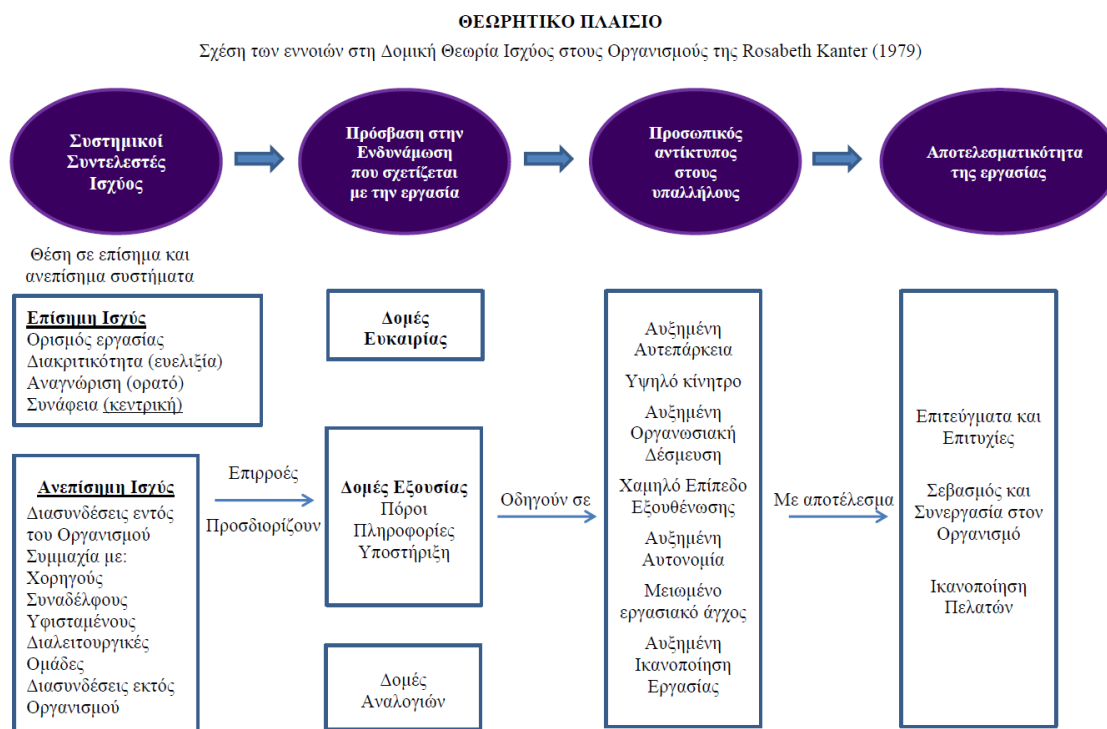 ΘΕΩΡΗΤΙΚΟ ΠΛΑΙΣΙΟ
Σχέση των εννοιών στη Δομική Θεωρία Ισχύος στους Οργανισμούς της Rosabeth Kanter (1979)
Συστημικοί
Συντελεστές
Ισχύος
Πρόσβαση στην
Ενδυνάμωση
που σχετίζεται
με την εργασία
Προσωπικός
αντίκτυπος
στους
υπαλλήλους
Αποτελεσματικότητα
της εργασίας
Θέση σε επίσημα και
ανεπίσημα συστήματα
Επίσημη Ισχύς
Ορισμός εργασίας
Διακριτικότητα (ευελιξία)
Αναγνώριση (ορατό)
Συνάφεια (κεντρική)
Ανεπίσημη Ισχύς
Διασυνδέσεις εντός
του Οργανισμού
Συμμαχία με:
Χορηγούς
Συναδέλφους
Υφισταμένους
Διαλειτουργικές
Ομάδες
Διασυνδέσεις εκτός
Οργανισμού
Επιρροές
Προσδιορίζουν
Δομές
Ευκαιρίας
Δομές Εξουσίας
Πόροι
Πληροφορίες
Υποστήριξη
Δομές
Αναλογιών
Οδηγούν σε
Αυξημένη
Αυτεπάρκεια
Υψηλό κίνητρο
Αυξημένη
Οργανωσιακή
Δέσμευση
Χαμηλό Επίπεδο
Εξουθένωσης
Αυξημένη
Αυτονομία
Μειωμένο
εργασιακό άγχος
Αυξημένη
Ικανοποίηση
Εργασίας
Με αποτέλεσμα
Επιτεύγματα και
Επιτυχίες
Σεβασμός και
Συνεργασία στον
Οργανισμό
Ικανοποίηση
Πελατών